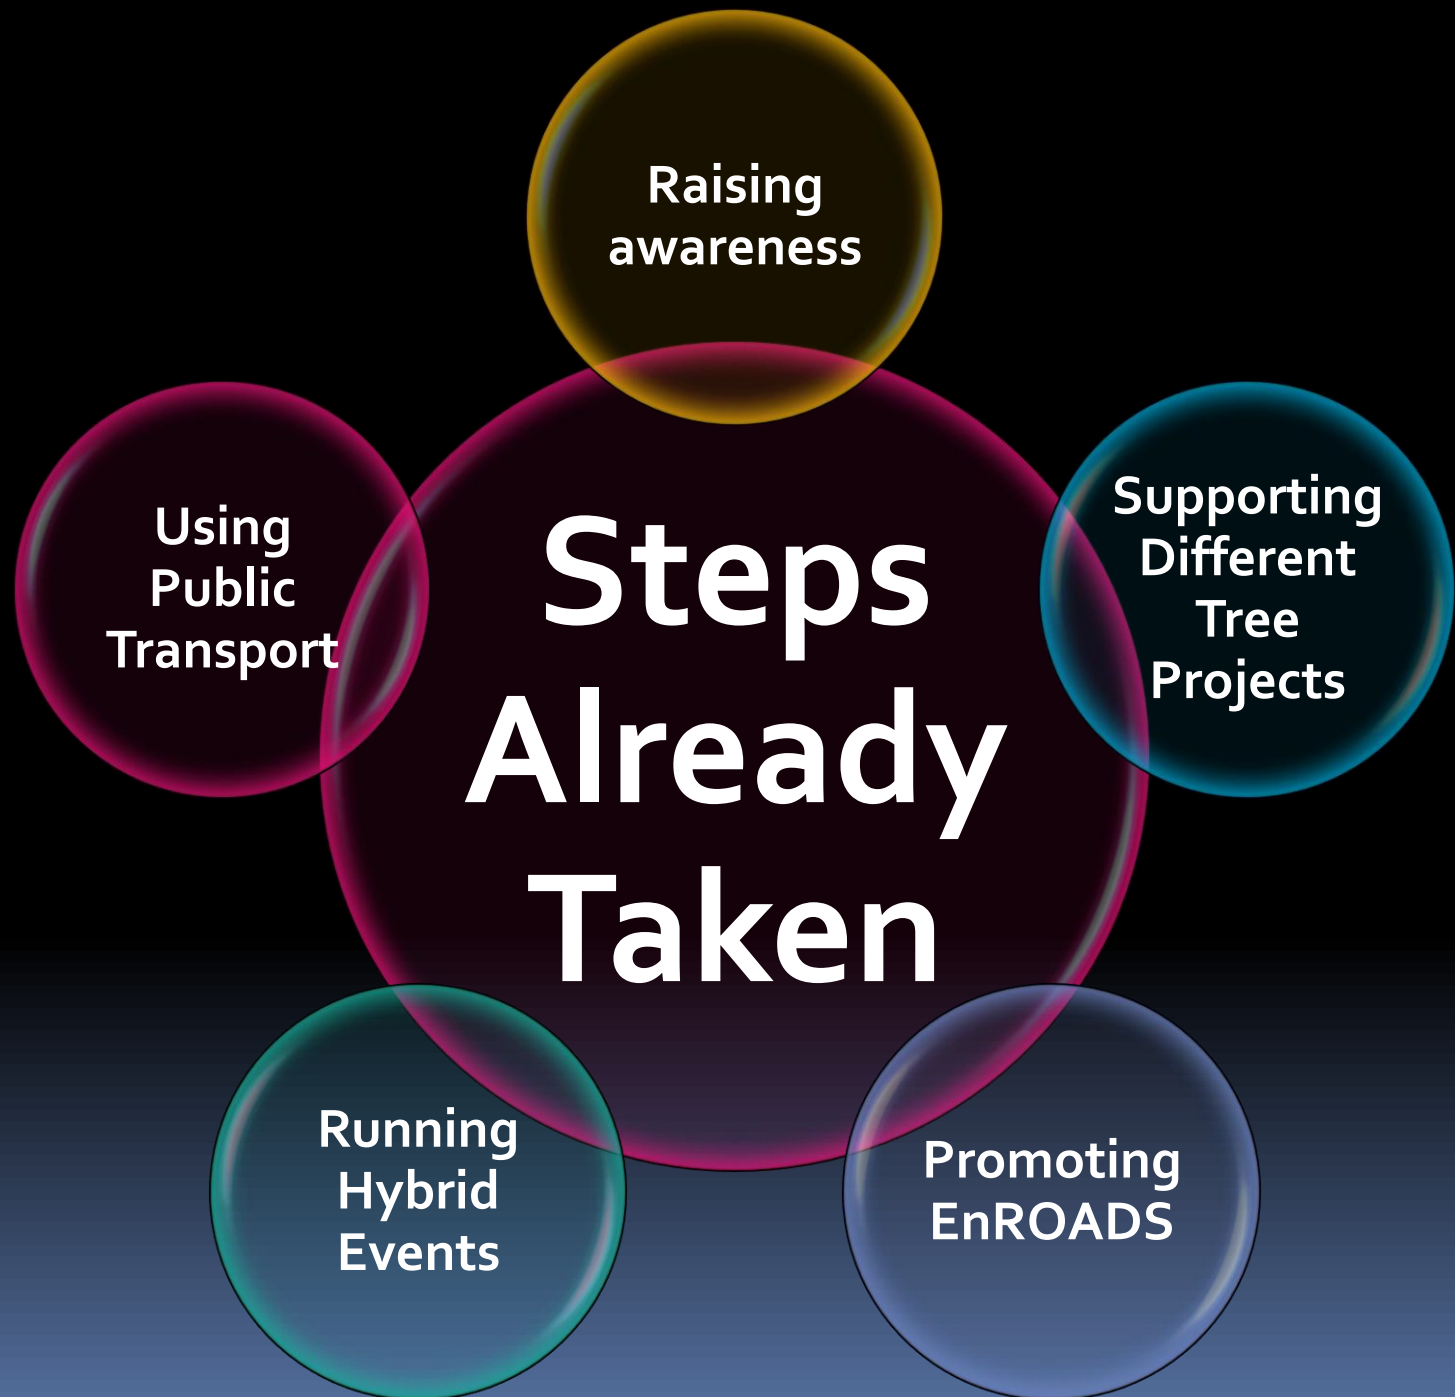 Raising
awareness
Using
Public
Transport
Steps
Already
Taken
Supporting
Different
Tree
Projects
Running
Hybrid
Events
Promoting
EnROADS